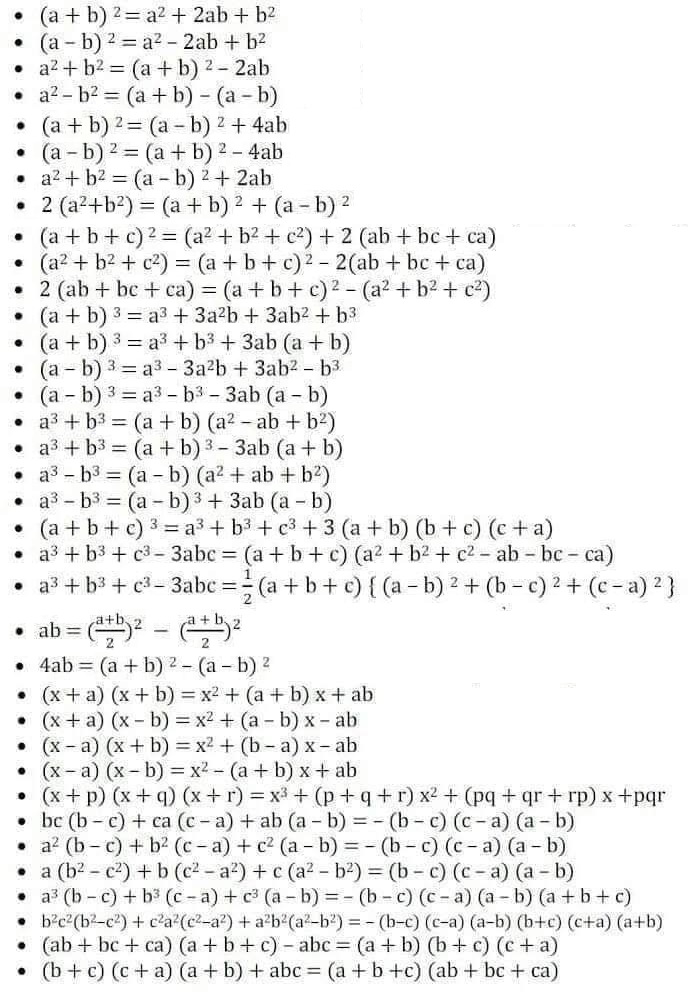 • (a + b) ² = a² + 2ab + b²
• (a – b) ² = a² – 2ab + b²
• a² + b² = (a + b) ² – 2ab
• a² – b² = (a + b) – (a – b)
• (a + b) ² = (a – b) ² + 4ab
• (a – b) ² = (a + b) ² – 4ab
• a² + b² = (a – b) ² + 2ab
• 2 (a²+b²) = (a + b) ² + (a – b) ²
• (a + b + c) ² = (a² + b² + c²) + 2 (ab + bc + ca)
• (a² + b² + c²) = (a + b + c) ² – 2(ab + bc + ca)
• 2 (ab + bc + ca) = (a + b + c) ² – (a² + b² + c²)
• (a + b) ³ = a³ + 3a²b + 3ab² + b³
• (a + b) ³ = a³ + b³ + 3ab (a + b)
• (a – b) ³ = a³ – 3a²b + 3ab² – b³
• (a – b) ³ = a³ – b³ – 3ab (a – b)
• a³ + b³ = (a + b) (a² – ab + b²)
• a³ + b³ = (a + b) ³ – 3ab (a + b)
• a³ – b³ = (a – b) (a² + ab + b²)
• a³ – b³ = (a – b) ³ + 3ab (a – b)
• (a + b + c) ³ = a³ + b³ + c³ + 3 (a + b) (b + c) (c + a)
• a³ + b³ + c³ – 3abc = (a + b + c) (a² + b² + c² – ab – bc – ca)
• a³ + b³ + c³ – 3abc = 1/2 (a + b + c) { (a – b) ² + (b – c) ² + (c – a) ² }
• ab = ((a+b)/2)² – ((a + b)/2)²
• 4ab = (a + b) ² – (a – b) ²
• (x + a) (x + b) = x² + (a + b) x + ab
• (x + a) (x – b) = x² + (a – b) x – ab
• (x – a) (x + b) = x² + (b – a) x – ab
• (x – a) (x – b) = x² – (a + b) x + ab
• (x + p) (x + q) (x + r) = x³ + (p + q + r) x² + (pq + qr + rp) x +pqr
• bc (b – c) + ca (c – a) + ab (a – b) = – (b – c) (c – a) (a – b)
• a² (b – c) + b² (c – a) + c² (a – b) = – (b – c) (c – a) (a – b)
• a (b² – c²) + b (c² – a²) + c (a² – b²) = (b – c) (c – a) (a – b)
• a³ (b – c) + b³ (c – a) + c³ (a – b) = – (b – c) (c – a) (a – b) (a + b + c)
• b²c²(b²–c²) + c²a²(c²–a²) + a²b²(a²–b²) = – (b–c) (c–a) (a–b) (b+c) (c+a) (a+b)
• (ab + bc + ca) (a + b + c) – abc = (a + b) (b + c) (c + a)
• (b + c) (c + a) (a + b) + abc = (a + b +c) (ab + bc + ca)